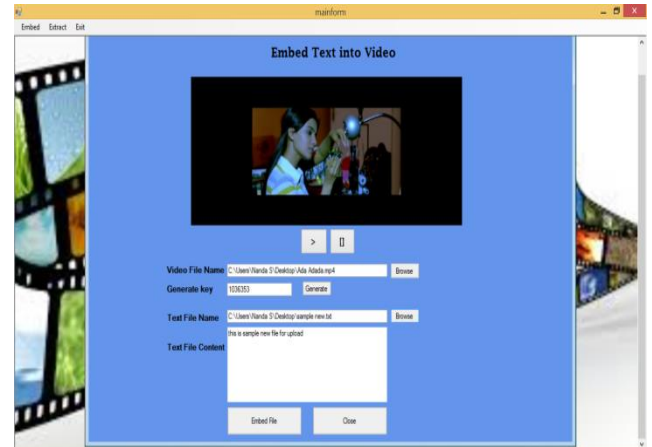 mainform
Embed Extract Exit
Embed Text into Video
> []
Video File Name C:\Users\Nanda S\Desktop\Ada Adada.mp4 Browse
Generate key 1036353 Generate
Text File Name C:\Users\Nanda S\Desktop\sample new.txt Browse
Text File Content this is sample new file for upload
Embed File Close